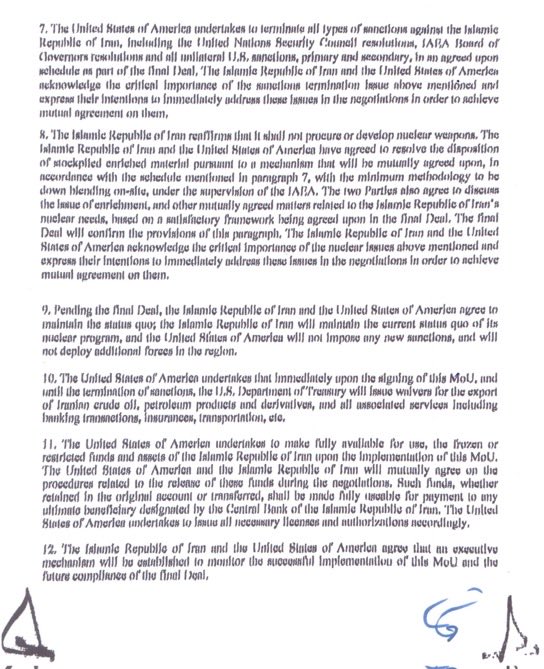 7. The United States of America undertakes to terminate all types of sanctions against the Islamic
Republic of Iran, including the United Nations Security Council resolutions, IAEA Board of
Governors resolutions and all unilateral U.S. sanctions, primary and secondary, in an agreed upon
schedule as part of the final Deal. The Islamic Republic of Iran and the United States of America
acknowledge the critical importance of the sanctions termination issue above mentioned and
express their intentions to immediately address these issues in the negotiations in order to achieve
mutual agreement on them.
8. The Islamic Republic of Iran reaffirms that it shall not procure or develop nuclear weapons. The
Islamic Republic of Iran and the United States of America have agreed to resolve the disposition
of stockpiled enriched material pursuant to a mechanism that will be mutually agreed upon, in
accordance with the schedule mentioned in paragraph 7, with the minimum methodology to be
down blending on-site, under the supervision of the IAEA. The two Parties also agree to discuss
the issue of enrichment, and other mutually agreed matters related to the Islamic Republic of Iran's
nuclear needs, based on a satisfactory framework being agreed upon in the final Deal. The final
Deal will confirm the provisions of this paragraph. The Islamic Republic of Iran and the United
States of America acknowledge the critical importance of the nuclear issues above mentioned and
express their intentions to immediately address these issues in the negotiations in order to achieve
mutual agreement on them.
9. Pending the final Deal, the Islamic Republic of Iran and the United States of America agree to
maintain the status quo; the Islamic Republic of Iran will maintain the current status quo of its
nuclear program, and the United States of America will not impose any new sanctions, and will
not deploy additional forces in the region.
10. The United States of America undertakes that immediately upon the signing of this MoU, and
until the termination of sanctions, the U.S. Department of Treasury will issue waivers for the export
of Iranian crude oil, petroleum products and derivatives, and all associated services including
banking transactions, insurances, transportation, etc.
11. The United States of America undertakes to make fully available for use, the frozen or
restricted funds and assets of the Islamic Republic of Iran upon the implementation of this MoU.
The United States of America and the Islamic Republic of Iran will mutually agree on the
procedures related to the release of these funds during the negotiations. Such funds, whether
retained in the original account or transferred, shall be made fully useable for payment to any
ultimate beneficiary designated by the Central Bank of the Islamic Republic of Iran. The United
States of America undertakes to issue all necessary licenses and authorizations accordingly.
12. The Islamic Republic of Iran and the United States of America agree that an executive
mechanism will be established to monitor the successful implementation of this MoU and the
future compliance of the final Deal.